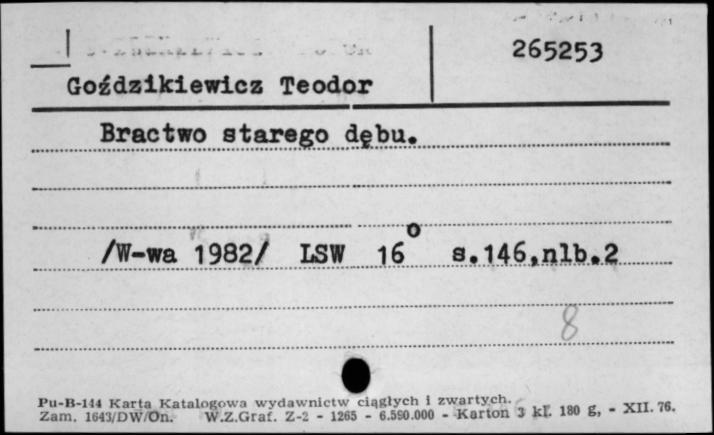 265253
Goździkiewicz Teodor
Bractwo starego dębu.
/W-wa 1982/ LSW 16° s.146,nlb.2
8
Pu-B-144 Karta Katalogowa wydawnictw ciągłych i zwartych.
Zam. 1643/DW/On. W.Z.Graf. Z-2 - 1265 - 6.590.000 - Karton 3 kl. 180 g, - XII. 76.